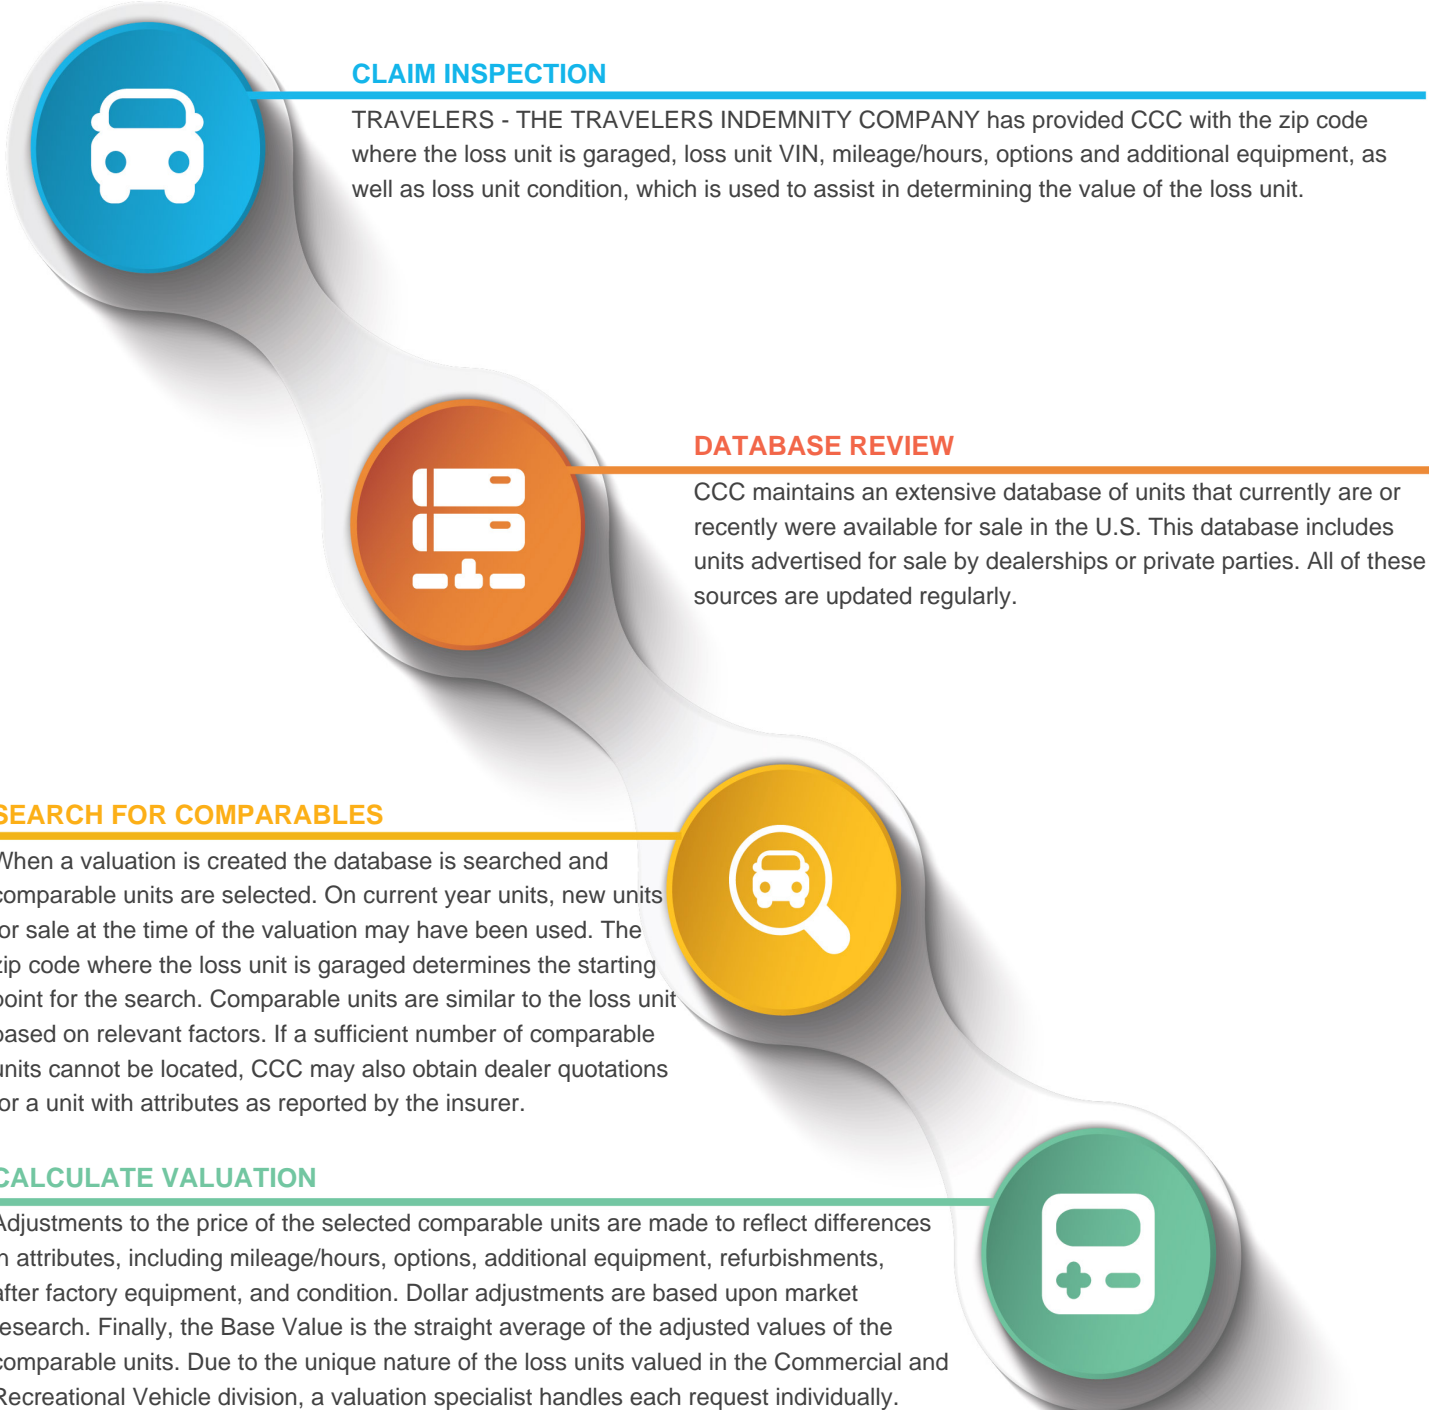 CLAIM INSPECTION
TRAVELERS - THE TRAVELERS INDEMNITY COMPANY has provided CCC with the zip code
where the loss unit is garaged, loss unit VIN, mileage/hours, options and additional equipment, as
well as loss unit condition, which is used to assist in determining the value of the loss unit.
DATABASE REVIEW
CCC maintains an extensive database of units that currently are or
recently were available for sale in the U.S. This database includes
units advertised for sale by dealerships or private parties. All of these
sources are updated regularly.
SEARCH FOR COMPARABLES
When a valuation is created the database is searched and
comparable units are selected. On current year units, new units
for sale at the time of the valuation may have been used. The
zip code where the loss unit is garaged determines the starting
point for the search. Comparable units are similar to the loss unit
based on relevant factors. If a sufficient number of comparable
units cannot be located, CCC may also obtain dealer quotations
for a unit with attributes as reported by the insurer.
CALCULATE VALUATION
Adjustments to the price of the selected comparable units are made to reflect differences
in attributes, including mileage/hours, options, additional equipment, refurbishments,
after factory equipment, and condition. Dollar adjustments are based upon market
research. Finally, the Base Value is the straight average of the adjusted values of the
comparable units. Due to the unique nature of the loss units valued in the Commercial and
Recreational Vehicle division, a valuation specialist handles each request individually.